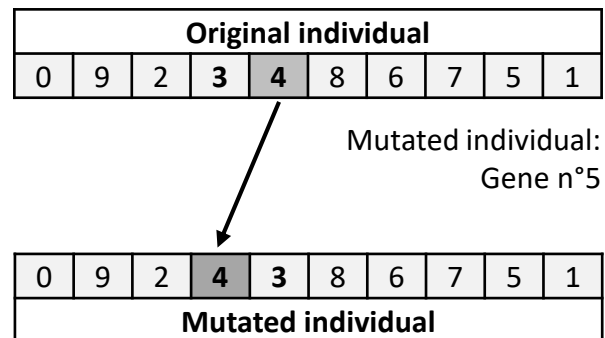 Original individual
0 9 2 3 4 8 6 7 5 1
Mutated individual:
Gene n°5
0 9 2 4 3 8 6 7 5 1
Mutated individual